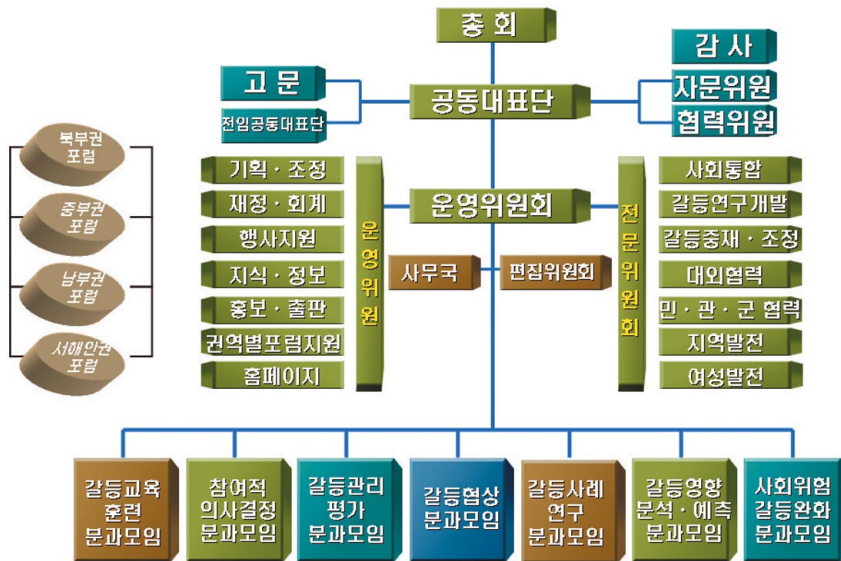 총 회
고 문
전임공동대표단
공동대표단
감 사
자문위원
협력위원
북부권
포럼
중부권
포럼
남부권
포럼
서해안권
포럼
기획 · 조정
재정 · 회계
행사지원
지식 · 정보
홍보 · 출판
권역별포럼지원
홈페이지
운영위원
운영위원회
사무국
편집위원회
전문위원회
사회통합
갈등연구개발
갈등중재 · 조정
대외협력
민 · 관 · 군 협력
지역발전
여성발전
갈등교육
훈련
분과모임
참여적
의사결정
분과모임
갈등관리
평가
분과모임
갈등협상
분과모임
갈등사례
연구
분과모임
갈등영향
분석 · 예측
분과모임
사회위험
갈등완화
분과모임